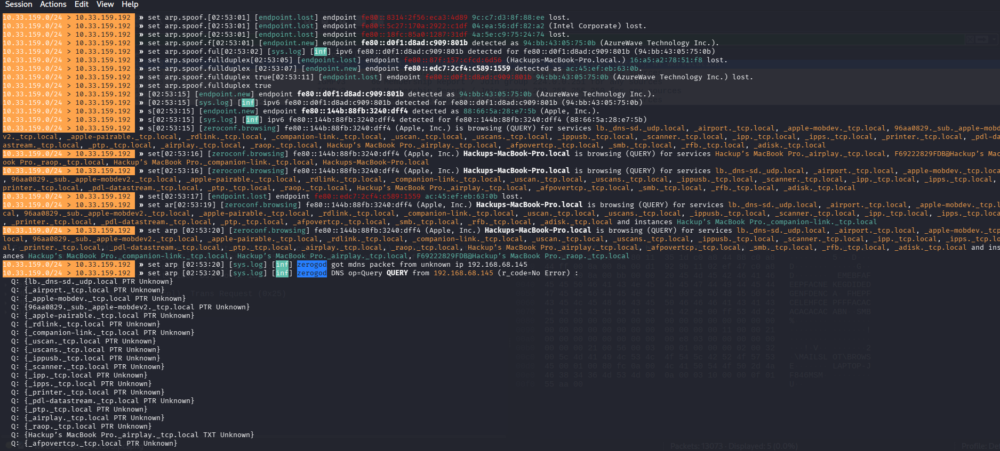 Session Actions Edit View Help
10.33.159.0/24 > 10.33.159.192 » set arp.spoof.[02:53:01] [endpoint.lost] endpoint fe80::8314:2f56:eca3:4d89 9c:c7:d3:8f:88:ee lost.
10.33.159.0/24 > 10.33.159.192 » set arp.spoof.[02:53:01] [endpoint.lost] endpoint fe80::5c27:170a:2922:c1df 04:ea:56:df:82:a2 (Intel Corporate) lost.
10.33.159.0/24 > 10.33.159.192 » set arp.spoof.[02:53:01] [endpoint.lost] endpoint fe80::18fc:85a0:1287:31df 4a:5e:c9:75:24:74 lost.
10.33.159.0/24 > 10.33.159.192 » set arp.spoof.f[02:53:01] [endpoint.new] endpoint fe80::d0f1:d8ad:c909:801b detected as 94:bb:43:05:75:0b (AzureWave Technology Inc.).
10.33.159.0/24 > 10.33.159.192 » set arp.spoof.ful[02:53:02] [sys.log] [inf] ipv6 fe80::d0f1:d8ad:c909:801b detected for fe80::d0f1:d8ad:c909:801b (94:bb:43:05:75:0b)
10.33.159.0/24 > 10.33.159.192 » set arp.spoof.fullduplex[02:53:05] [endpoint.lost] endpoint fe80::87f:157:cfcd:6d56 (Hackups-MacBook-Pro.local.) 16:a5:a2:78:51:f8 lost.
10.33.159.0/24 > 10.33.159.192 » set arp.spoof.fullduplex [02:53:07] [endpoint.new] endpoint fe80::edc7:2cf4:c589:1559 detected as ac:45:ef:eb:63:0b.
10.33.159.0/24 > 10.33.159.192 » set arp.spoof.fullduplex true[02:53:11] [endpoint.lost] endpoint fe80::d0f1:d8ad:c909:801b 94:bb:43:05:75:0b (AzureWave Technology Inc.) lost.
10.33.159.0/24 > 10.33.159.192 » set arp.spoof.fullduplex true
10.33.159.0/24 > 10.33.159.192 » [02:53:15] [endpoint.new] endpoint fe80::d0f1:d8ad:c909:801b detected as 94:bb:43:05:75:0b (AzureWave Technology Inc.).
10.33.159.0/24 > 10.33.159.192 » [02:53:15] [sys.log] [inf] ipv6 fe80::d0f1:d8ad:c909:801b detected for fe80::d0f1:d8ad:c909:801b (94:bb:43:05:75:0b)
10.33.159.0/24 > 10.33.159.192 » s[02:53:15] [endpoint.new] endpoint fe80::144b:88fb:3240:dff4 detected as 88:66:5a:28:e7:5b (Apple, Inc.).
10.33.159.0/24 > 10.33.159.192 » s[02:53:15] [sys.log] [inf] ipv6 fe80::144b:88fb:3240:dff4 detected for fe80::144b:88fb:3240:dff4 (88:66:5a:28:e7:5b)
10.33.159.0/24 > 10.33.159.192 » s[02:53:15] [zeroconf.browsing] fe80::144b:88fb:3240:dff4 (Apple, Inc.) is browsing (QUERY) for services lb._dns-sd._udp.local, _airport._tcp.local, _apple-mobdev._tcp.local, 96aa0829._sub._apple-mobd
v2._tcp.local, _apple-pairable._tcp.local, _rdlink._tcp.local, _companion-link._tcp.local, _uscan._tcp.local, _uscans._tcp.local, _ippusb._tcp.local, _scanner._tcp.local, _ipp._tcp.local, _ipps._tcp.local, _printer._tcp.local, _pdl-da
astream._tcp.local, _ptp._tcp.local, _airplay._tcp.local, _raop._tcp.local, Hackup's MacBook Pro._airplay._tcp.local, _afpovertcp._tcp.local, _smb._tcp.local, _rfb._tcp.local, _adisk._tcp.local
10.33.159.0/24 > 10.33.159.192 » set[02:53:16] [zeroconf.browsing] fe80::144b:88fb:3240:dff4 (Apple, Inc.) Hackups-MacBook-Pro.local is browsing (QUERY) for services Hackup's MacBook Pro._airplay._tcp.local, F69222829FDB@Hackup's Mac
ook Pro._raop._tcp.local, Hackup's MacBook Pro._companion-link._tcp.local, Hackups-MacBook-Pro.local
10.33.159.0/24 > 10.33.159.192 » set[02:53:16] [zeroconf.browsing] fe80::144b:88fb:3240:dff4 (Apple, Inc.) Hackups-MacBook-Pro.local is browsing (QUERY) for services lb._dns-sd._udp.local, _airport._tcp.local, _apple-mobdev._tcp.loca
, 96aa0829._sub._apple-mobdev2._tcp.local, _apple-pairable._tcp.local, _rdlink._tcp.local, _companion-link._tcp.local, _uscan._tcp.local, _uscans._tcp.local, _ippusb._tcp.local, _scanner._tcp.local, _ipp._tcp.local, _ipps._tcp.local,
printer._tcp.local, _pdl-datastream._tcp.local, _ptp._tcp.local, _raop._tcp.local, Hackup's MacBook Pro._airplay._tcp.local, _afpovertcp._tcp.local, _smb._tcp.local, _rfb._tcp.local, _adisk._tcp.local
10.33.159.0/24 > 10.33.159.192 » set[02:53:17] [endpoint.lost] endpoint fe80::edc7:2cf4:c589:1559 ac:45:ef:eb:63:0b lost.
10.33.159.0/24 > 10.33.159.192 » set ar[02:53:19] [zeroconf.browsing] fe80::144b:88fb:3240:dff4 (Apple, Inc.) Hackups-MacBook-Pro.local is browsing (QUERY) for services lb._dns-sd._udp.local, _airport._tcp.local, _apple-mobdev._tcp.l
cal, 96aa0829._sub._apple-mobdev2._tcp.local, _apple-pairable._tcp.local, _rdlink._tcp.local, _companion-link._tcp.local, _uscan._tcp.local, _uscans._tcp.local, _ippusb._tcp.local, _scanner._tcp.local, _ipp._tcp.local, _ipps._tcp.loca
, _printer._tcp.local, _pdl-datastream._tcp.local, _ptp._tcp.local, _afpovertcp._tcp.local, _smb._tcp.local, _rfb._tcp.local, _adisk._tcp.local and instances Hackup's MacBook Pro._companion-link._tcp.local
10.33.159.0/24 > 10.33.159.192 » set arp [02:53:20] [zeroconf.browsing] fe80::144b:88fb:3240:dff4 (Apple, Inc.) Hackups-MacBook-Pro.local is browsing (QUERY) for services lb._dns-sd._udp.local, _airport._tcp.local, _apple-mobdev._tcp
local, 96aa0829._sub._apple-mobdev2._tcp.local, _apple-pairable._tcp.local, _rdlink._tcp.local, _companion-link._tcp.local, _uscan._tcp.local, _uscans._tcp.local, _ippusb._tcp.local, _scanner._tcp.local, _ipp._tcp.local, _ipps._tcp.lo
al, _printer._tcp.local, _pdl-datastream._tcp.local, _ptp._tcp.local, _airplay._tcp.local, _raop._tcp.local, Hackup's MacBook Pro._airplay._tcp.local, _afpovertcp._tcp.local, _smb._tcp.local, _rfb._tcp.local, _adisk._tcp.local and ins
ances Hackup's MacBook Pro._companion-link._tcp.local, Hackup's MacBook Pro._airplay._tcp.local, F69222829FDB@Hackup's MacBook Pro._raop._tcp.local
10.33.159.0/24 > 10.33.159.192 » set arp [02:53:20] [sys.log] [inf] zerogod got mdns packet from unknown ip 192.168.68.145
10.33.159.0/24 > 10.33.159.192 » set arp [02:53:20] [sys.log] [inf] zerogod DNS op=Query QUERY from 192.168.68.145 (r_code=No Error) :
Q: {lb._dns-sd._udp.local PTR Unknown}
Q: {_airport._tcp.local PTR Unknown}
Q: {_apple-mobdev._tcp.local PTR Unknown}
Q: {96aa0829._sub._apple-mobdev2._tcp.local PTR Unknown}
Q: {_apple-pairable._tcp.local PTR Unknown}
Q: {_rdlink._tcp.local PTR Unknown}
Q: {_companion-link._tcp.local PTR Unknown}
Q: {_uscan._tcp.local PTR Unknown}
Q: {_uscans._tcp.local PTR Unknown}
Q: {_ippusb._tcp.local PTR Unknown}
Q: {_scanner._tcp.local PTR Unknown}
Q: {_ipp._tcp.local PTR Unknown}
Q: {_ipps._tcp.local PTR Unknown}
Q: {_printer._tcp.local PTR Unknown}
Q: {_pdl-datastream._tcp.local PTR Unknown}
Q: {_ptp._tcp.local PTR Unknown}
Q: {_airplay._tcp.local PTR Unknown}
Q: {_raop._tcp.local PTR Unknown}
Q: {Hackup's MacBook Pro._airplay._tcp.local TXT Unknown}
Q: {_afpovertcp._tcp.local PTR Unknown}
Packets: 13073 · Displayed: 5 (0.0%)